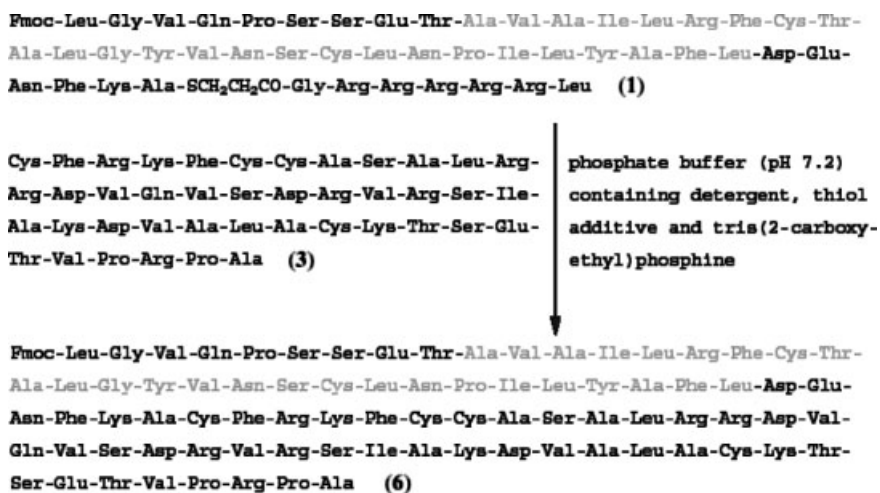 Fmoc-Leu-Gly-Val-Gln-Pro-Ser-Ser-Glu-Thr-Ala-Val-Ala-Ile-Leu-Arg-Phe-Cys-Thr-
Ala-Leu-Gly-Tyr-Val-Asn-Ser-Cys-Leu-Asn-Pro-Ile-Leu-Tyr-Ala-Phe-Leu-Asp-Glu-
Asn-Phe-Lys-Ala-SCH₂CH₂CO-Gly-Arg-Arg-Arg-Arg-Arg-Leu (1)
Cys-Phe-Arg-Lys-Phe-Cys-Cys-Ala-Ser-Ala-Leu-Arg-
Arg-Asp-Val-Gln-Val-Ser-Asp-Arg-Val-Arg-Ser-Ile-
Ala-Lys-Asp-Val-Ala-Leu-Ala-Cys-Lys-Thr-Ser-Glu-
Thr-Val-Pro-Arg-Pro-Ala (3)
phosphate buffer (pH 7.2)
containing detergent, thiol
additive and tris(2-carboxy-
ethyl)phosphine
Fmoc-Leu-Gly-Val-Gln-Pro-Ser-Ser-Glu-Thr-Ala-Val-Ala-Ile-Leu-Arg-Phe-Cys-Thr-
Ala-Leu-Gly-Tyr-Val-Asn-Ser-Cys-Leu-Asn-Pro-Ile-Leu-Tyr-Ala-Phe-Leu-Asp-Glu-
Asn-Phe-Lys-Ala-Cys-Phe-Arg-Lys-Phe-Cys-Cys-Ala-Ser-Ala-Leu-Arg-Arg-Asp-Val-
Gln-Val-Ser-Asp-Arg-Val-Arg-Ser-Ile-Ala-Lys-Asp-Val-Ala-Leu-Ala-Cys-Lys-Thr-
Ser-Glu-Thr-Val-Pro-Arg-Pro-Ala (6)